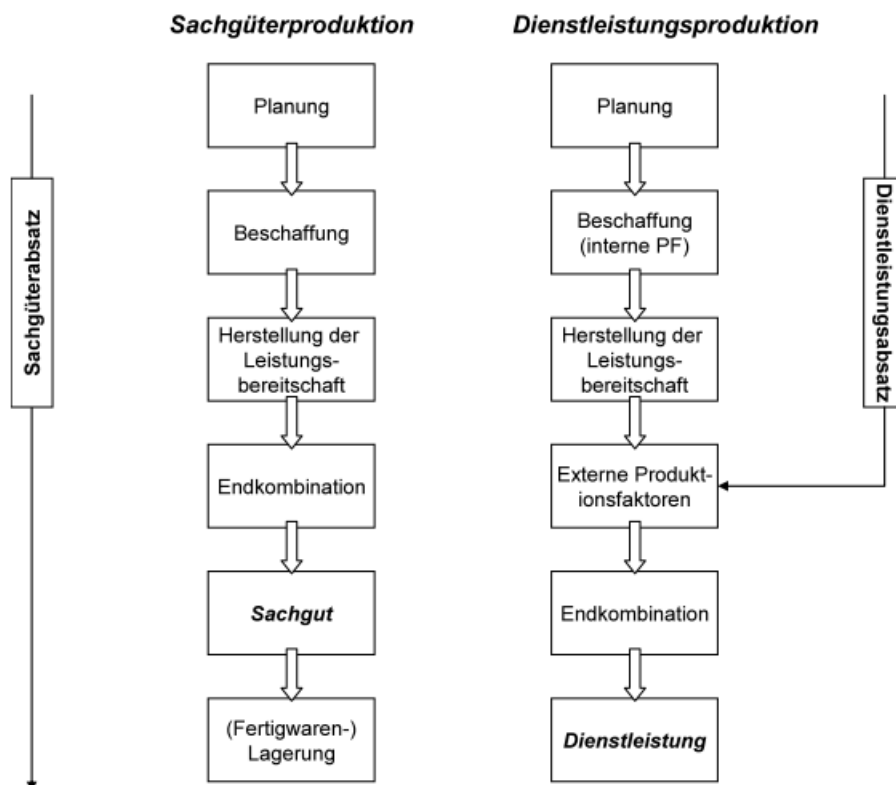 Sachgüterproduktion
Planung
Beschaffung
Herstellung der
Leistungs-
bereitschaft
Endkombination
Sachgut
(Fertigwaren-)
Lagerung
Sachgüterabsatz
Dienstleistungsproduktion
Planung
Beschaffung
(interne PF)
Herstellung der
Leistungs-
bereitschaft
Externe Produkt-
ionsfaktoren
Endkombination
Dienstleistung
Dienstleistungsabsatz